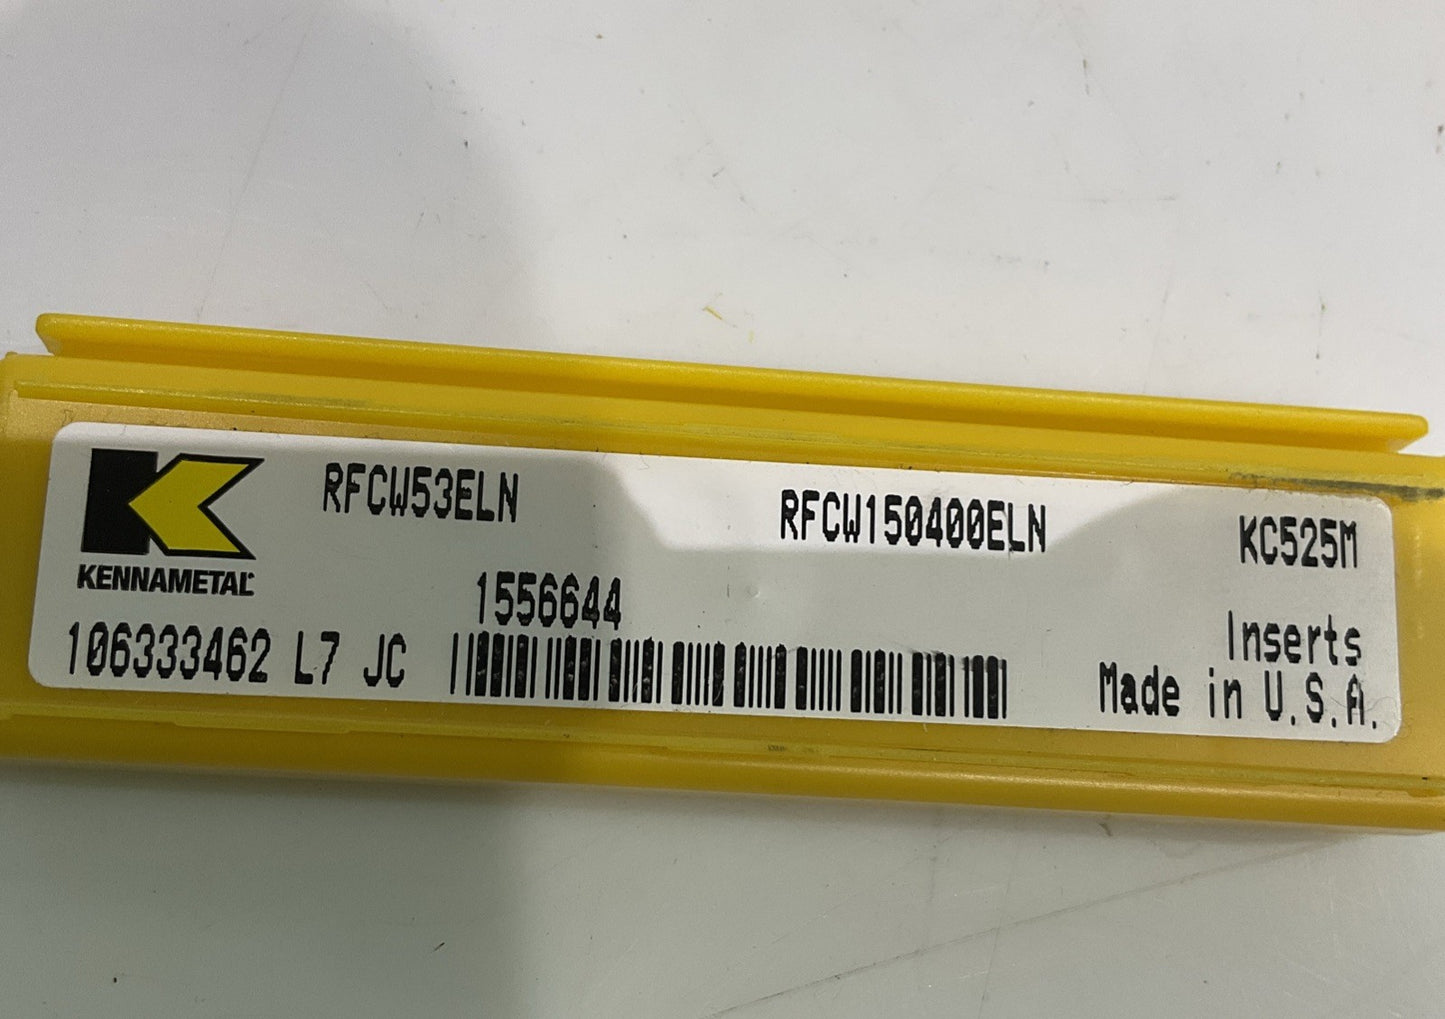 RFCW53ELN RFCW150400ELN KC525M
KENNAMETAL
1556644
Inserts
106333462 L7 JC
Made in U.S.A.